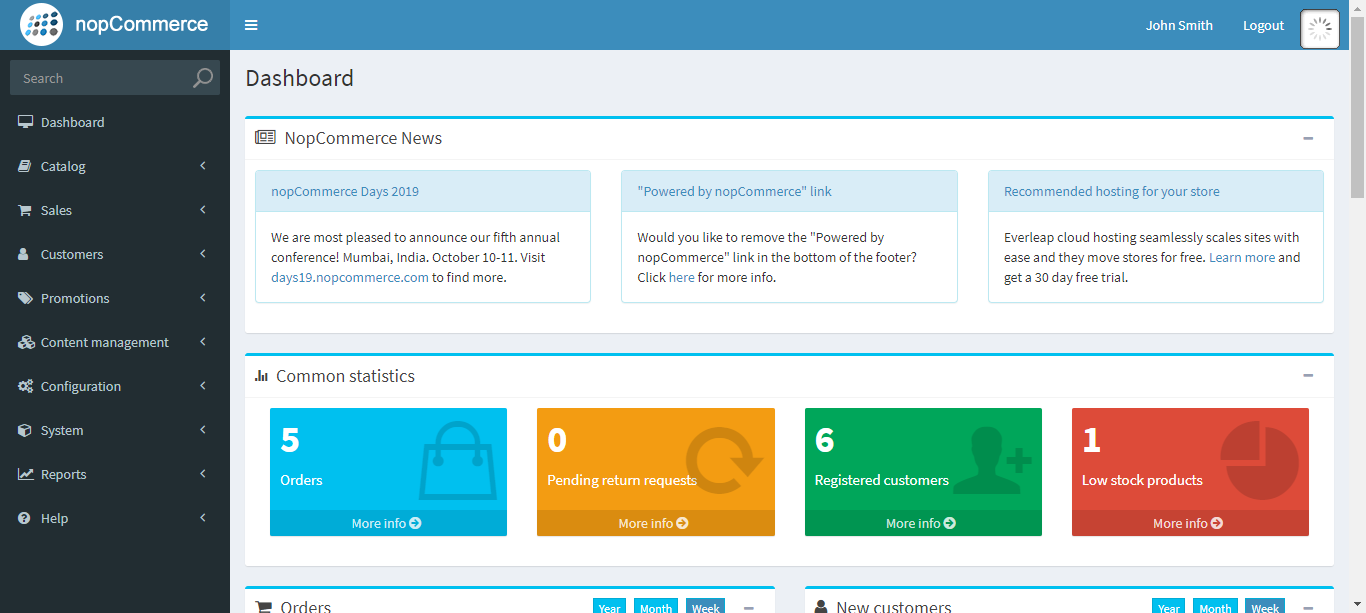 nopCommerce
John Smith Logout
Search
Dashboard
Catalog
Sales
Customers
Promotions
Content management
Configuration
System
Reports
Help
Dashboard
NopCommerce News
nopCommerce Days 2019
We are most pleased to announce our fifth annual
conference! Mumbai, India. October 10-11. Visit
days19.nopcommerce.com to find more.
"Powered by nopCommerce" link
Would you like to remove the "Powered by
nopCommerce" link in the bottom of the footer?
Click here for more info.
Recommended hosting for your store
Everleap cloud hosting seamlessly scales sites with
ease and they move stores for free. Learn more and
get a 30 day free trial.
Common statistics
5
Orders
More info
0
Pending return requests
More info
6
Registered customers
More info
1
Low stock products
More info
Orders
Year Month Week
New customers
Year Month Week